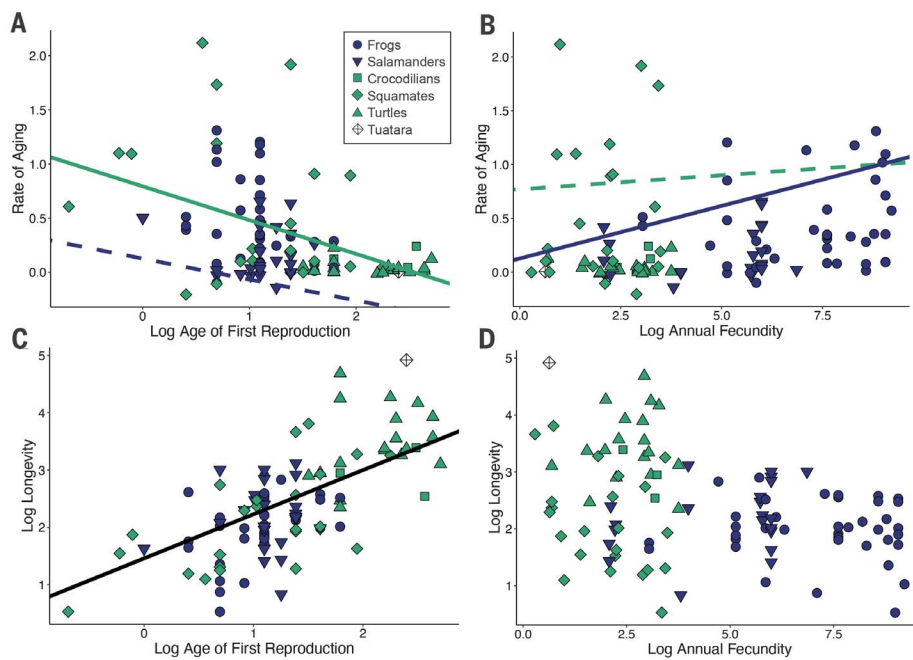 A
Rate of Aging
2.0
1.5
1.0
0.5
0.0
0
1
2
Log Age of First Reproduction
Frogs
Salamanders
Crocodilians
Squamates
Turtles
Tuatara
B
Rate of Aging
2.0
1.5
1.0
0.5
0.0
0.0
2.5
5.0
7.5
Log Annual Fecundity
C
Log Longevity
5
4
3
2
1
0
1
2
Log Age of First Reproduction
D
Log Longevity
5
4
3
2
1
0.0
2.5
5.0
7.5
Log Annual Fecundity